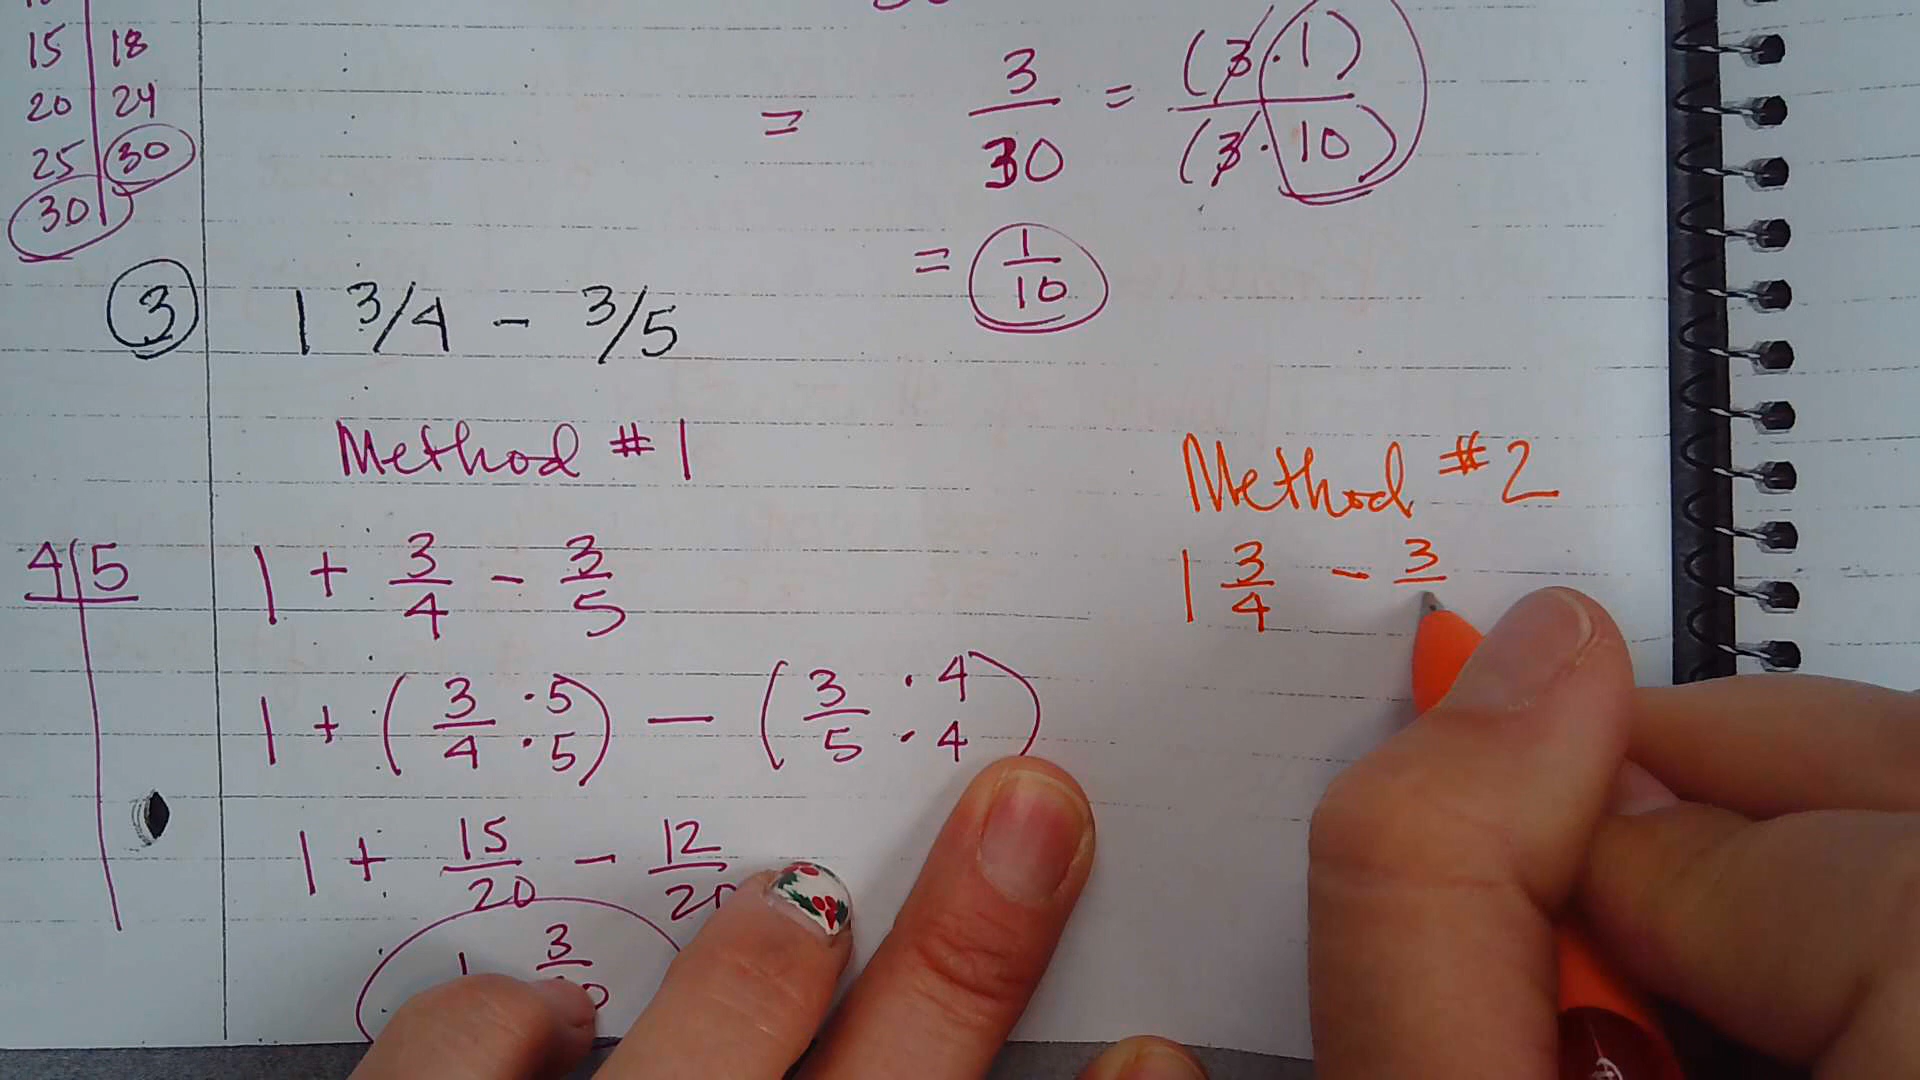 15 | 18
20 | 24
25 | 30
30
= 3/30 = (3·1)/(3·10)
= 1/10
3 1 3/4 - 3/5
Method #1
4 | 5
1 + 3/4 - 3/5
1 + (3/4 ·5/·5) - (3/5 ·4/·4)
1 + 15/20 - 12/20
1 3/
Method #2
1 3/4 - 3/